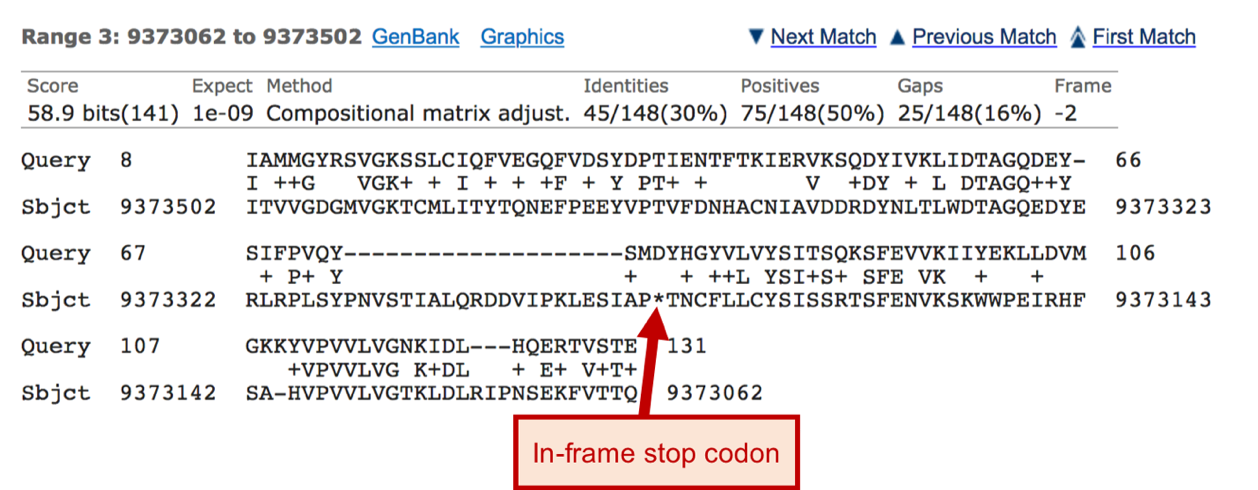 Range 3: 9373062 to 9373502 GenBank Graphics ▼ Next Match ▲ Previous Match First Match
Score Expect Method Identities Positives Gaps Frame
58.9 bits(141) 1e-09 Compositional matrix adjust. 45/148(30%) 75/148(50%) 25/148(16%) -2
Query 8 IAMMGYRSVGKSSLCIQFVEGQFVDSYDPTIENTFTKIERVKSQDYIVKLIDTAGQDEY- 66
I ++G VGK+ + I + + +F + Y PT+ + V +DY + L DTAGQ++Y
Sbjct 9373502 ITVVGDGMVGKTCMLITYTQNEFPEEYVPTVFDNHACNIAVDDRDYNLTLWDTAGQEDYE 9373323
Query 67 SIFPVQY--------------------SMDYHGYVLVYSITSQKSFEVVKIIYEKLLDVM 106
+ P+ Y + + ++L YSI+S+ SFE VK + +
Sbjct 9373322 RLRPLSYPNVSTIALQRDDVIPKLESIAP*TNCFLLCYSISSRTSFENVKSKWWPEIRHF 9373143
Query 107 GKKYVPVVLVGNKIDL---HQERTVSTE 131
+VPVVLVG K+DL + E+ V+T+
Sbjct 9373142 SA-HVPVVLVGTKLDLRIPNSEKFVTTQ 9373062
In-frame stop codon